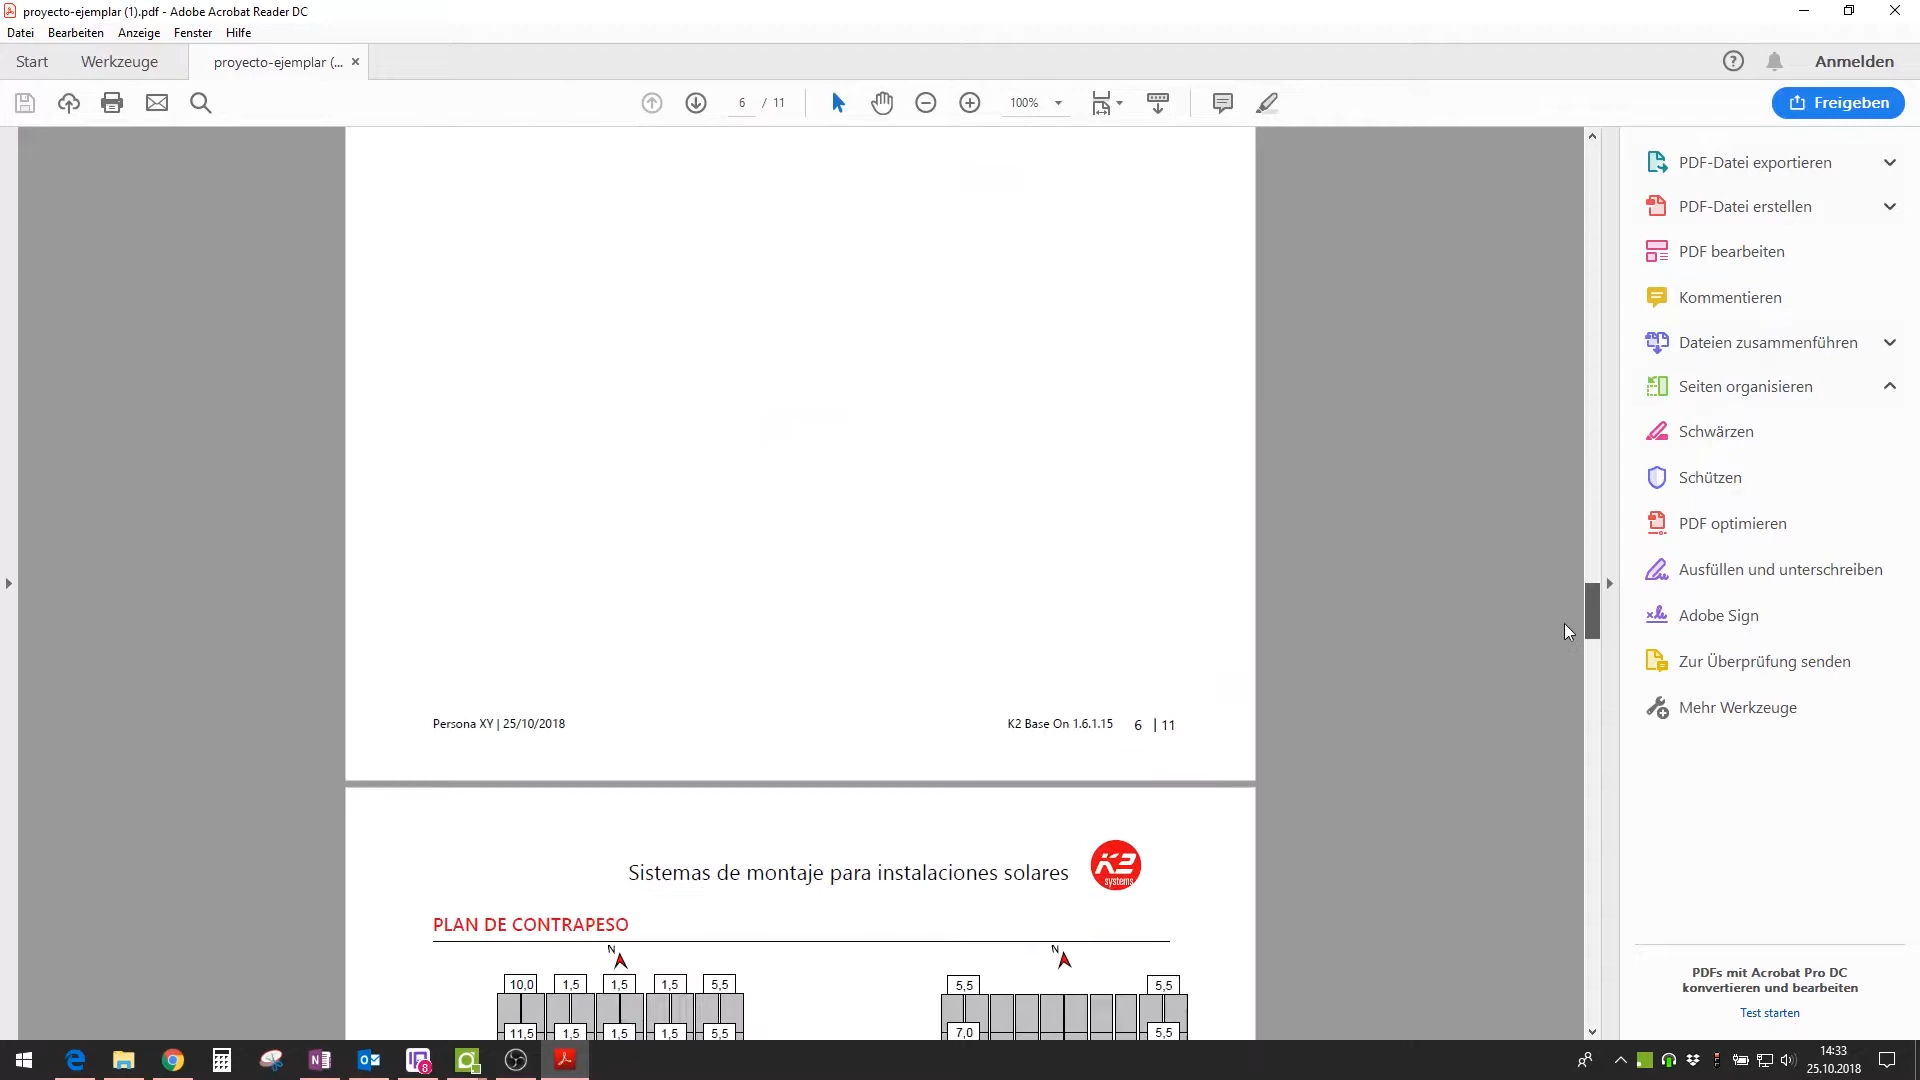 proyecto-ejemplar (1).pdf - Adobe Acrobat Reader DC
Datei Bearbeiten Anzeige Fenster Hilfe
Start Werkzeuge proyecto-ejemplar (... × Anmelden
6 / 11 100% Freigeben
PDF-Datei exportieren
PDF-Datei erstellen
PDF bearbeiten
Kommentieren
Dateien zusammenführen
Seiten organisieren
Schwärzen
Schützen
PDF optimieren
Ausfüllen und unterschreiben
Adobe Sign
Zur Überprüfung senden
Mehr Werkzeuge
Persona XY | 25/10/2018 K2 Base On 1.6.1.15 6 | 11
Sistemas de montaje para instalaciones solares
K2
systems
PLAN DE CONTRAPESO
N N
10,0 1,5 1,5 1,5 5,5 5,5 5,5
11,5 1,5 1,5 1,5 5,5 7,0 5,5
PDFs mit Acrobat Pro DC
konvertieren und bearbeiten
Test starten
8
14:33
25.10.2018